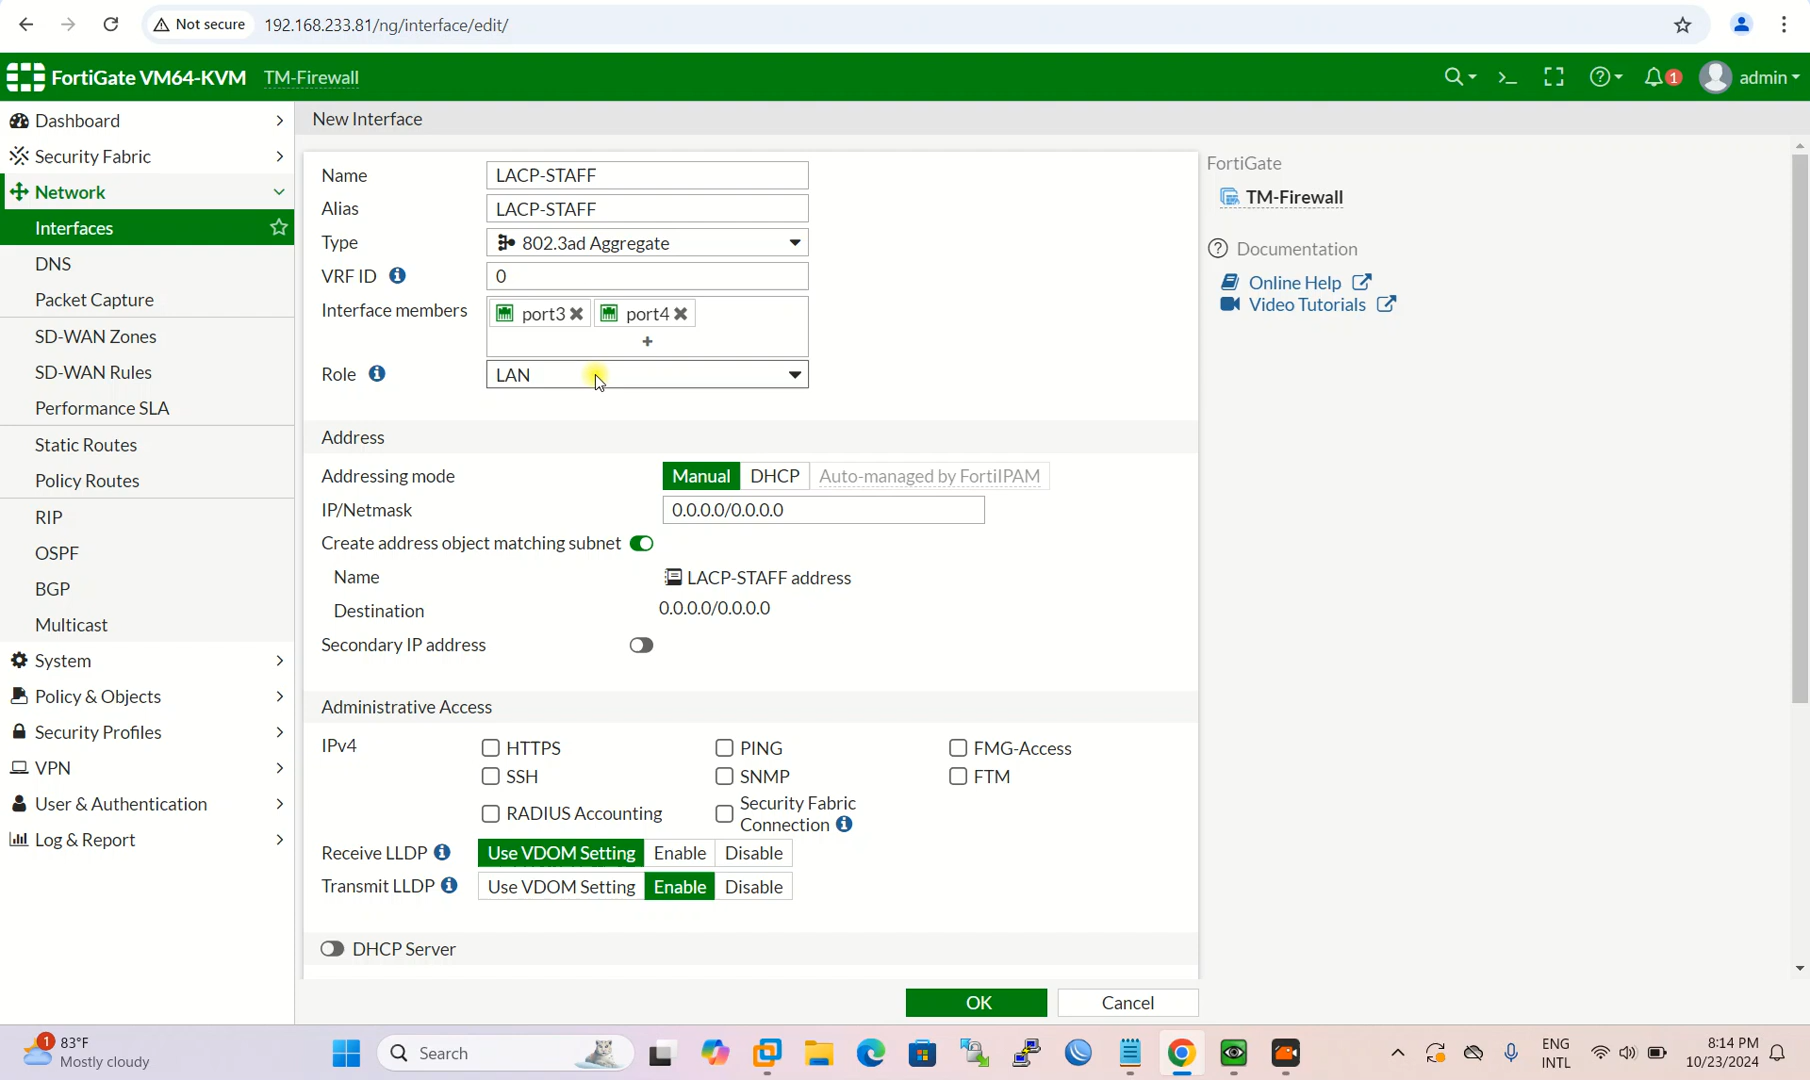 Not secure 192.168.233.81/ng/interface/edit/
FortiGate VM64-KVM TM-Firewall
1 admin
Dashboard
Security Fabric
Network
Interfaces
DNS
Packet Capture
SD-WAN Zones
SD-WAN Rules
Performance SLA
Static Routes
Policy Routes
RIP
OSPF
BGP
Multicast
System
Policy & Objects
Security Profiles
VPN
User & Authentication
Log & Report
New Interface
Name LACP-STAFF
Alias LACP-STAFF
Type 802.3ad Aggregate
VRF ID 0
Interface members port3 port4
+
Role LAN
Address
Addressing mode Manual DHCP Auto-managed by FortiIPAM
IP/Netmask 0.0.0.0/0.0.0.0
Create address object matching subnet
Name LACP-STAFF address
Destination 0.0.0.0/0.0.0.0
Secondary IP address
Administrative Access
IPv4 HTTPS PING FMG-Access
SSH SNMP FTM
RADIUS Accounting Security Fabric
Connection
Receive LLDP Use VDOM Setting Enable Disable
Transmit LLDP Use VDOM Setting Enable Disable
DHCP Server
OK Cancel
FortiGate
TM-Firewall
Documentation
Online Help
Video Tutorials
1 83°F
Mostly cloudy
Search
ENG
INTL
8:14 PM
10/23/2024